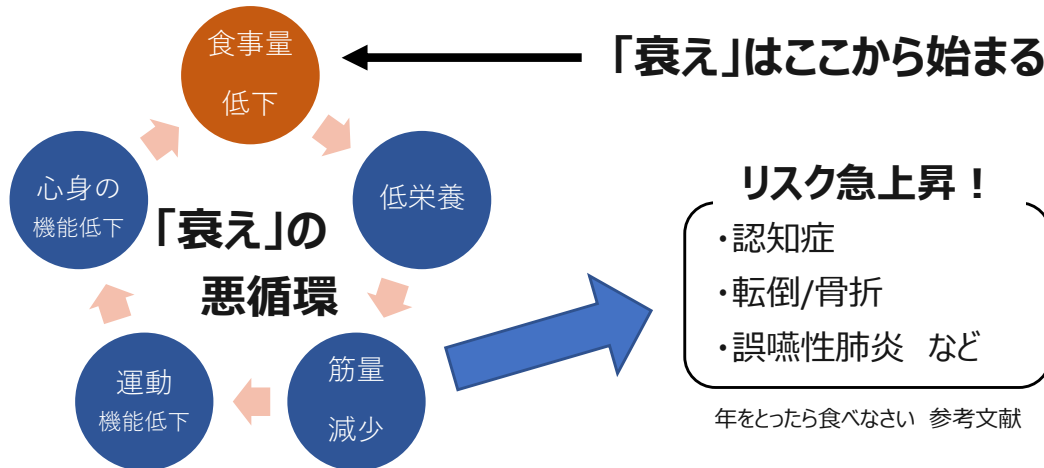 食事量
低下
「衰え」はここから始まる
低栄養
筋量
減少
運動
機能低下
心身の
機能低下
「衰え」の
悪循環
リスク急上昇！
・認知症
・転倒/骨折
・誤嚥性肺炎　など
年をとったら食べなさい　参考文献